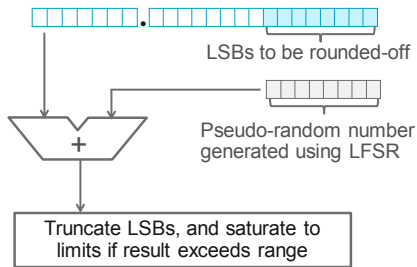 .
LSBs to be rounded-off
Pseudo-random number
generated using LFSR
+
Truncate LSBs, and saturate to
limits if result exceeds range